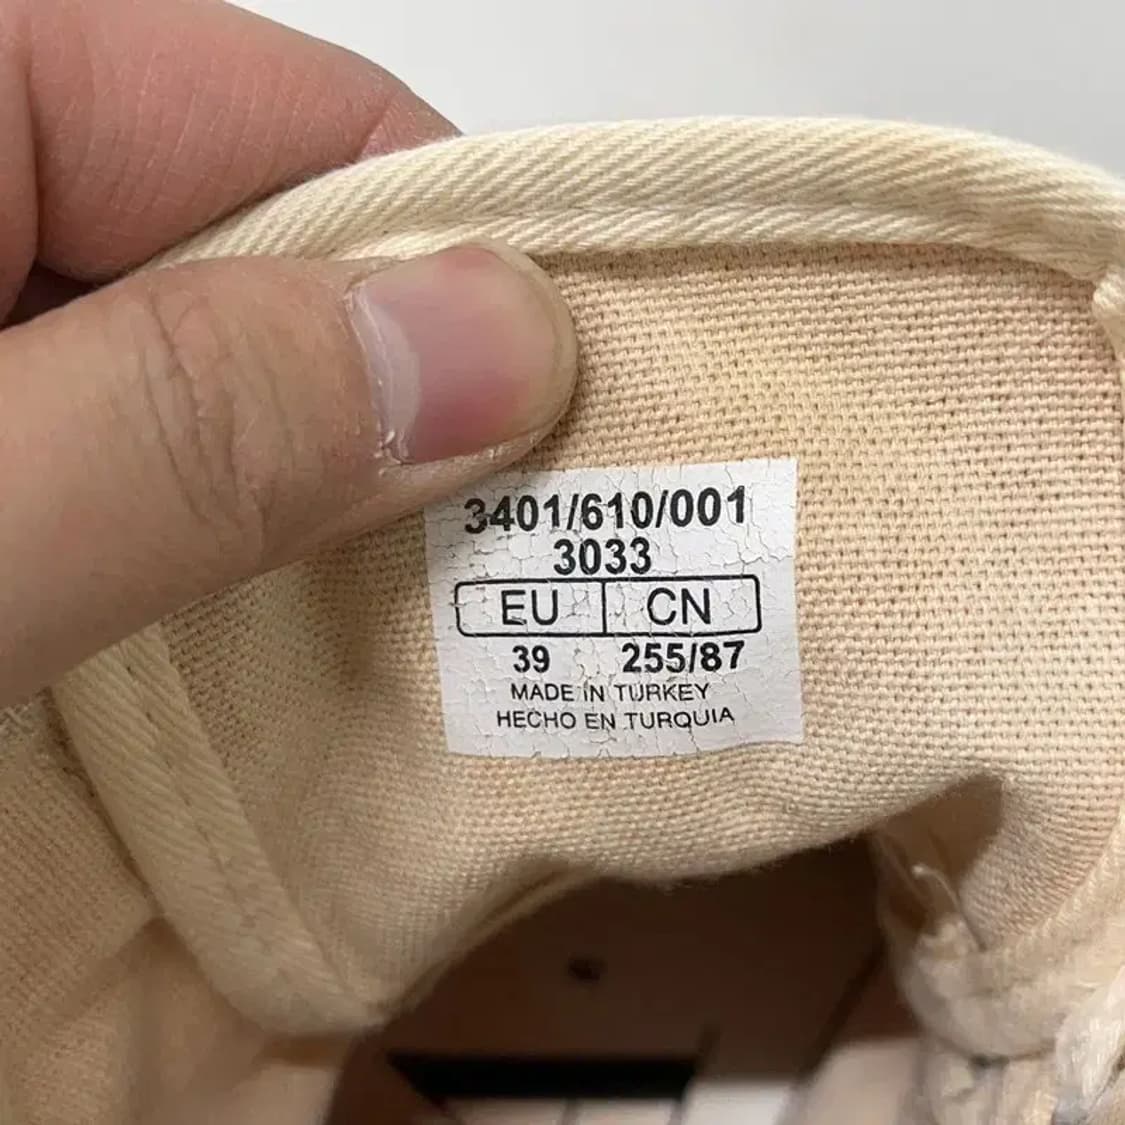 3401/610/001
3033
EU CN
39 255/87
MADE IN TURKEY
HECHO EN TURQUIA